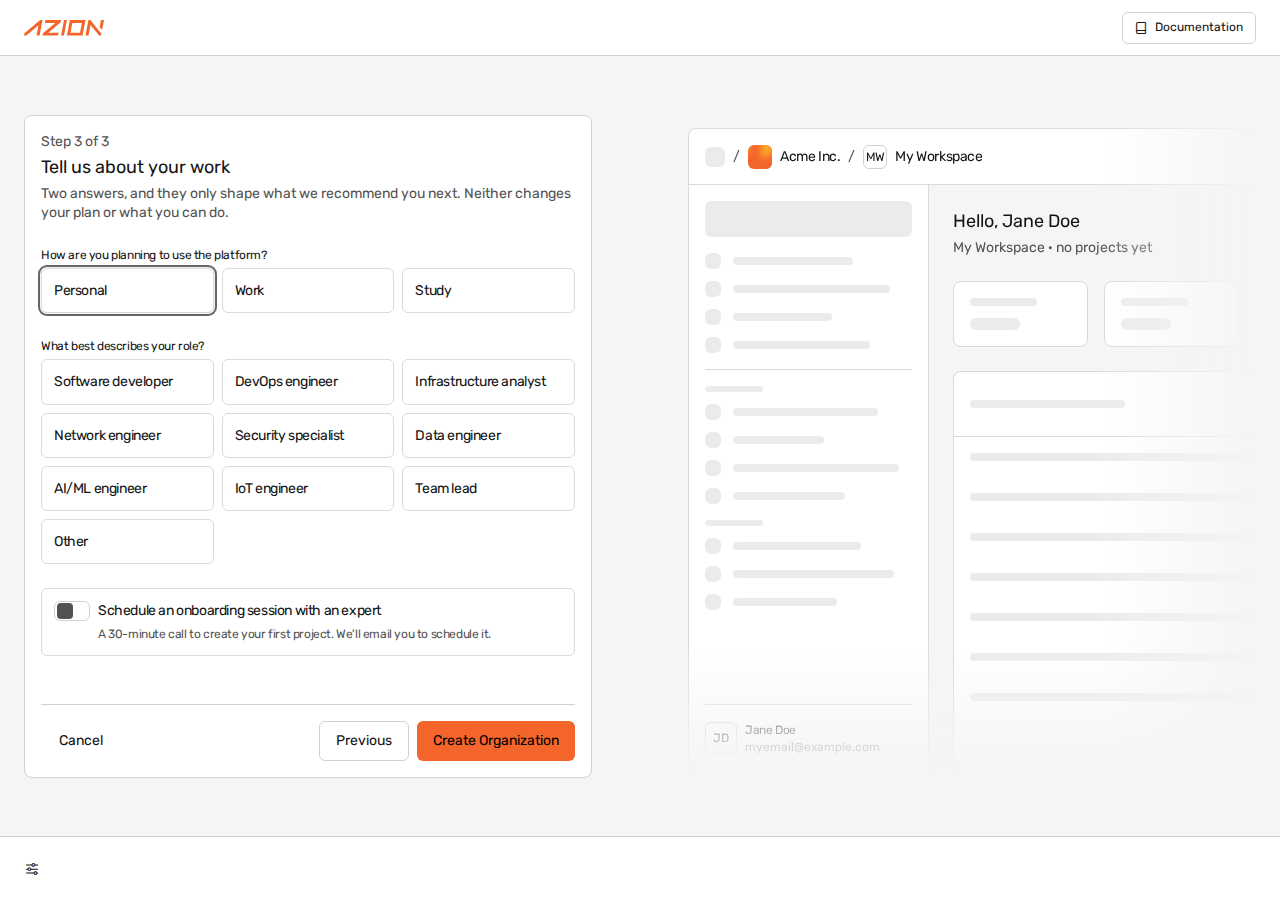 AZION
Documentation
Step 3 of 3
Tell us about your work
Two answers, and they only shape what we recommend you next. Neither changes
your plan or what you can do.
How are you planning to use the platform?
Personal
Work
Study
What best describes your role?
Software developer
DevOps engineer
Infrastructure analyst
Network engineer
Security specialist
Data engineer
AI/ML engineer
IoT engineer
Team lead
Other
Schedule an onboarding session with an expert
A 30-minute call to create your first project. We'll email you to schedule it.
Cancel
Previous
Create Organization
/ Acme Inc. / MW My Workspace
Hello, Jane Doe
My Workspace • no projects yet
JD
Jane Doe
myemail@example.com